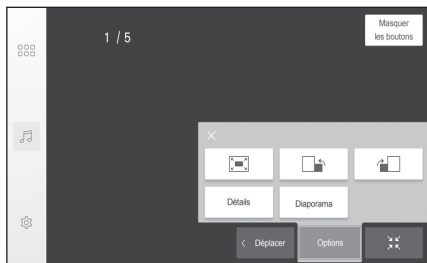 1 / 5
Masquer
les boutons
Détails
Diaporama
Déplacer
Options